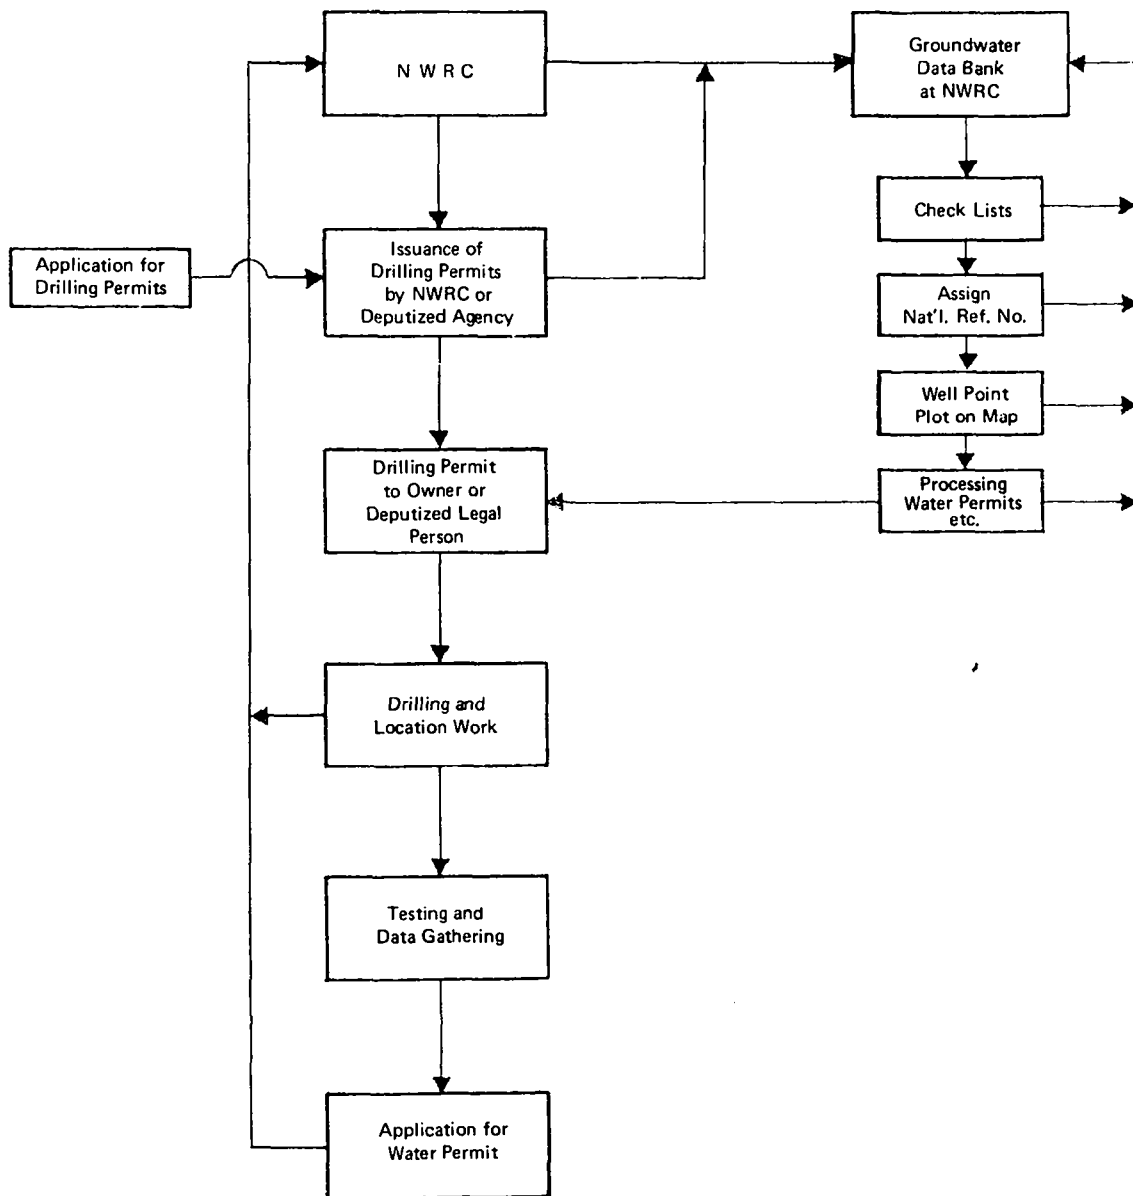 N W R C
Groundwater
Data Bank
at NWRC
Check Lists
Application for
Drilling Permits
Issuance of
Drilling Permits
by NWRC or
Deputized Agency
Assign
Nat'l. Ref. No.
Well Point
Plot on Map
Drilling Permit
to Owner or
Deputized Legal
Person
Processing
Water Permits
etc.
Drilling and
Location Work
Testing and
Data Gathering
Application for
Water Permit